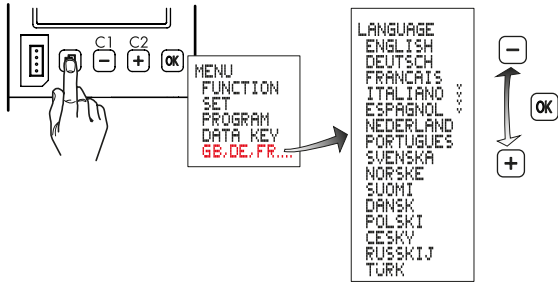 C1 C2
− + OK
MENU
FUNCTION
SET
PROGRAM
DATA KEY
GB,DE,FR....
LANGUAGE
ENGLISH
DEUTSCH
FRANCAIS
ITALIANO
ESPAGNOL
NEDERLAND
PORTUGUES
SVENSKA
NORSKE
SUOMI
DANSK
POLSKI
CESKY
RUSSKIJ
TURK
−
OK
+